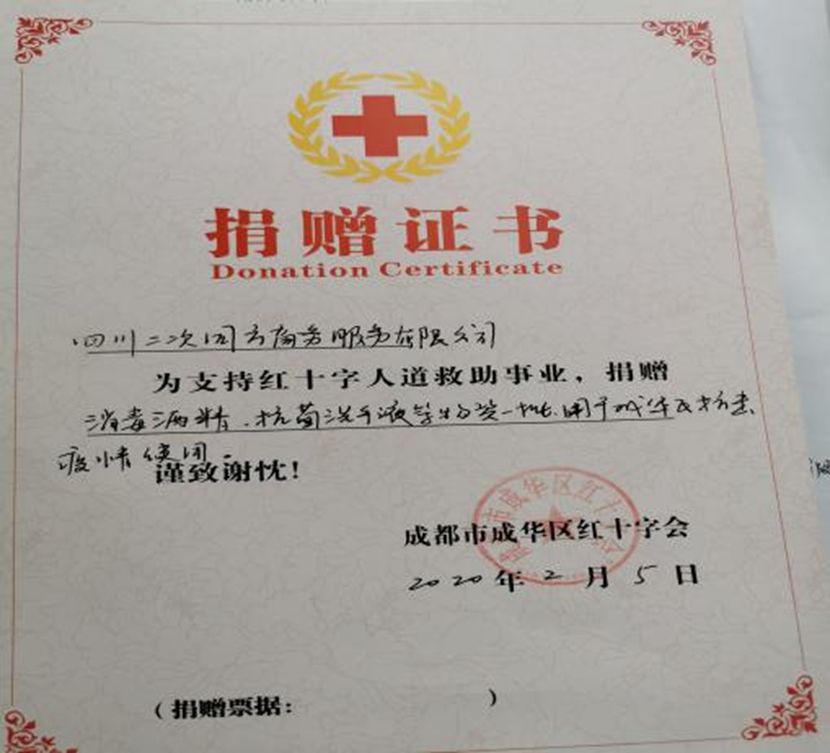 捐赠证书
Donation Certificate
四川二次同方商务服务有限公司
为支持红十字人道救助事业，捐赠
消毒酒精、抗菌洗手液等物资一批，用于成华区抗击
疫情使用。
谨致谢忱！
成都市成华区红十字会
2020年2月5日
（捐赠票据：　　　）